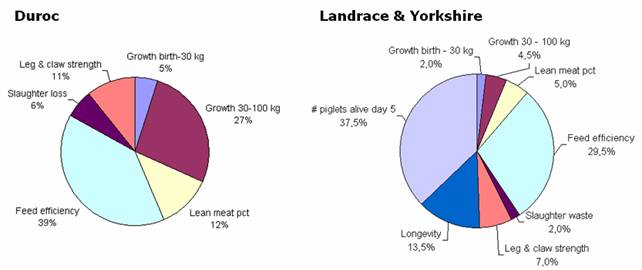 Duroc
Growth birth-30 kg
5%
Growth 30-100 kg
27%
Lean meat pct
12%
Feed efficiency
39%
Slaughter loss
6%
Leg & claw strength
11%
Landrace & Yorkshire
Growth birth - 30 kg
2,0%
Growth 30 - 100 kg
4,5%
Lean meat pct
5,0%
Feed efficiency
29,5%
Slaughter waste
2,0%
Leg & claw strength
7,0%
Longevity
13,5%
# piglets alive day 5
37,5%